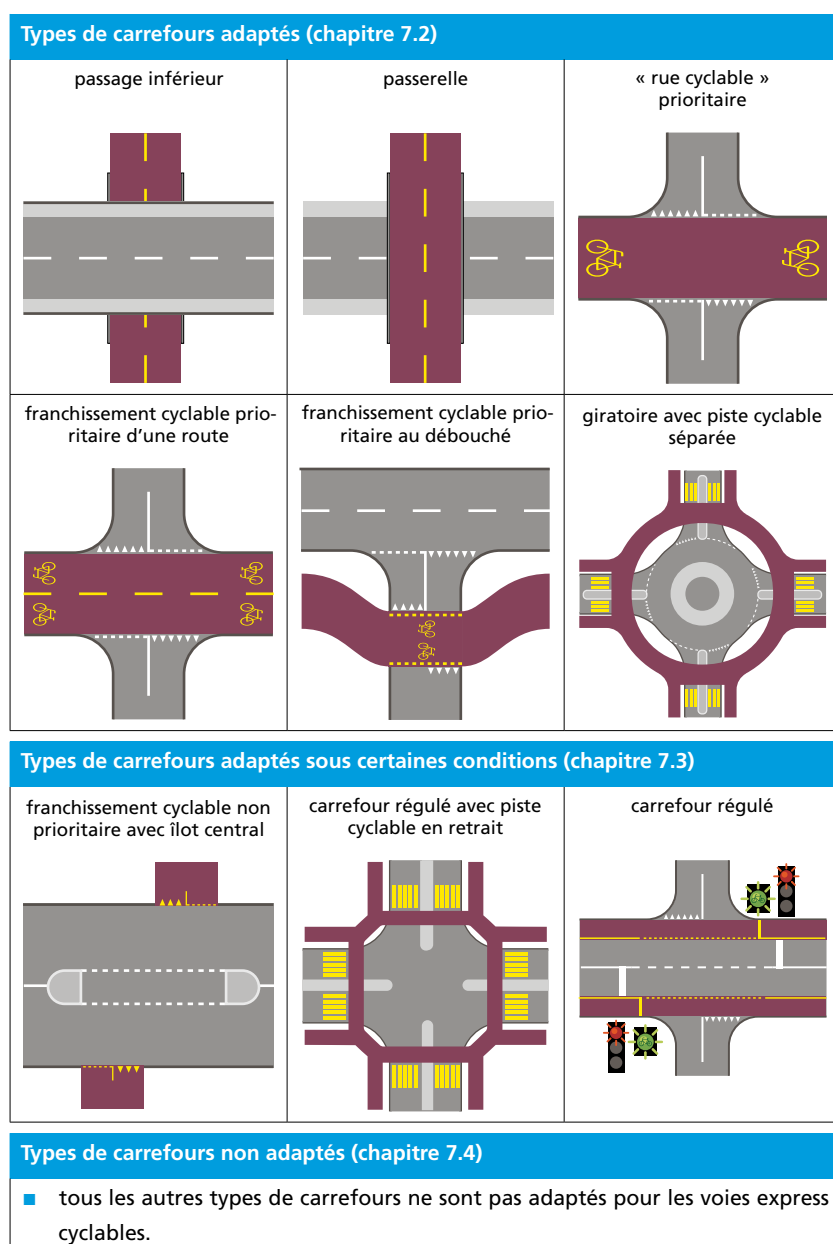 Types de carrefours adaptés (chapitre 7.2)
passage inférieur
passerelle
« rue cyclable »
prioritaire
franchissement cyclable prio-
ritaire d'une route
franchissement cyclable prio-
ritaire au débouché
giratoire avec piste cyclable
séparée
Types de carrefours adaptés sous certaines conditions (chapitre 7.3)
franchissement cyclable non
prioritaire avec îlot central
carrefour régulé avec piste
cyclable en retrait
carrefour régulé
Types de carrefours non adaptés (chapitre 7.4)
tous les autres types de carrefours ne sont pas adaptés pour les voies express
cyclables.